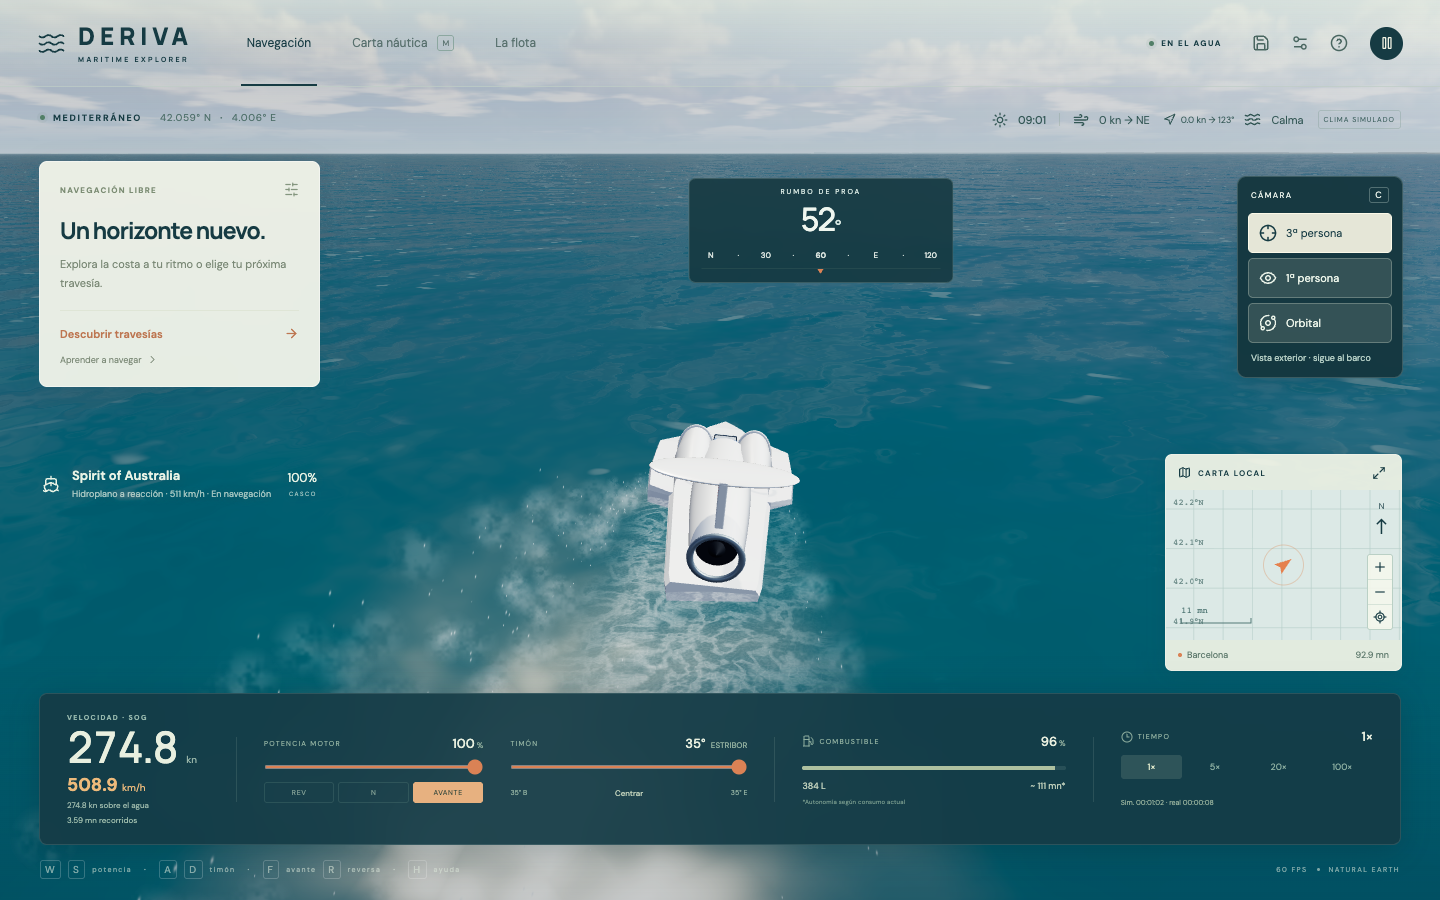 DERIVA
MARITIME EXPLORER
Navegación
Carta náutica M
La flota
EN EL AGUA
MEDITERRÁNEO 42.059° N · 4.006° E
09:01
0 kn → NE
0.0 kn → 123°
Calma
CLIMA SIMULADO
NAVEGACIÓN LIBRE
Un horizonte nuevo.
Explora la costa a tu ritmo o elige tu próxima
travesía.
Descubrir travesías
Aprender a navegar
RUMBO DE PROA
52°
N · 30 · 60 · E · 120
CÁMARA C
3ª persona
1ª persona
Orbital
Vista exterior · sigue al barco
Spirit of Australia
Hidroplano a reacción · 511 km/h · En navegación
100%
CASCO
CARTA LOCAL
42.2°N
42.1°N
42.0°N
41.9°N
11 mn
N
Barcelona 92.9 mn
VELOCIDAD · SOG
274.8 kn
508.9 km/h
274.8 kn sobre el agua
3.59 mn recorridos
POTENCIA MOTOR 100 %
REV N AVANTE
TIMÓN 35° ESTRIBOR
35° B Centrar 35° E
COMBUSTIBLE 96 %
384 L ~ 111 mn*
*Autonomía según consumo actual
TIEMPO 1×
1× 5× 20× 100×
Sim. 00:01:02 · real 00:00:08
W S potencia · A D timón · F avante R reversa · H ayuda
60 FPS • NATURAL EARTH